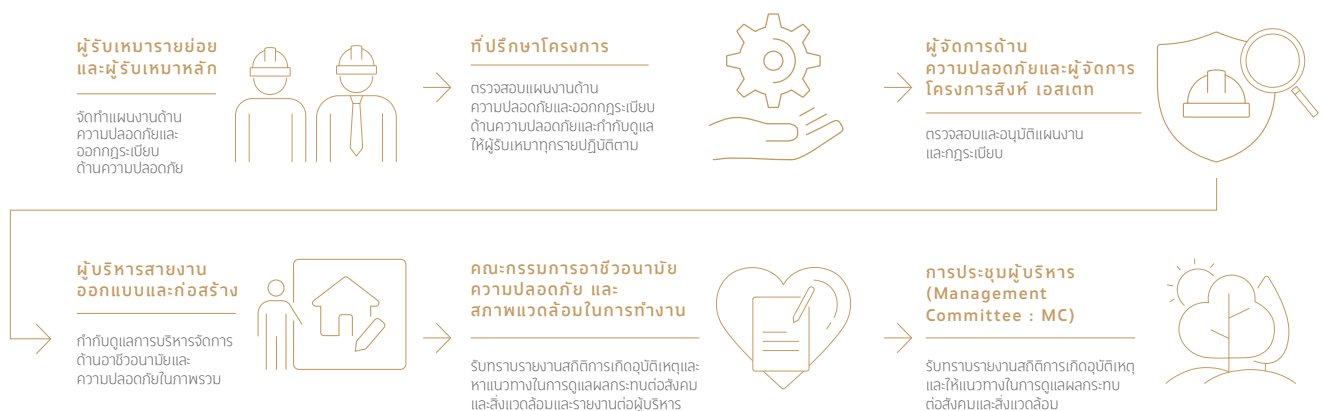 ผู้รับเหมารายย่อย
และผู้รับเหมาหลัก
จัดทำแผนงานด้าน
ความปลอดภัยและ
ออกกฎระเบียบ
ด้านความปลอดภัย
ที่ปรึกษาโครงการ
ตรวจสอบแผนงานด้าน
ความปลอดภัยและออกกฎระเบียบ
ด้านความปลอดภัยและกำกับดูแล
ให้ผู้รับเหมาทุกรายปฏิบัติตาม
ผู้จัดการด้าน
ความปลอดภัยและผู้จัดการ
โครงการสิงห์ เอสเตท
ตรวจสอบและอนุมัติแผนงาน
และกฎระเบียบ
ผู้บริหารสายงาน
ออกแบบและก่อสร้าง
กำกับดูแลการบริหารจัดการ
ด้านอาชีวอนามัยและ
ความปลอดภัยในภาพรวม
คณะกรรมการอาชีวอนามัย
ความปลอดภัย และ
สภาพแวดล้อมในการทำงาน
รับทราบรายงานสถิติการเกิดอุบัติเหตุและ
หาแนวทางในการดูแลผลกระทบต่อสังคม
และสิ่งแวดล้อมและรายงานต่อผู้บริหาร
การประชุมผู้บริหาร
(Management
Committee : MC)
รับทราบรายงานสถิติการเกิดอุบัติเหตุ
และให้แนวทางในการดูแลผลกระทบ
ต่อสังคมและสิ่งแวดล้อม